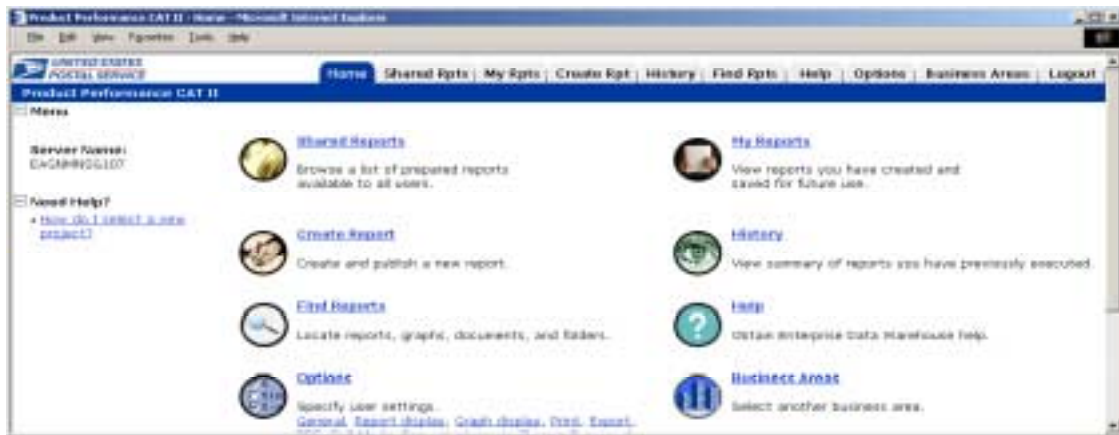 Product Performance CAT II - Home - Microsoft Internet Explorer
File Edit View Favorites Tools Help
UNITED STATES
POSTAL SERVICE
Home Shared Rpts My Rpts Create Rpt History Find Rpts Help Options Business Areas Logout
Product Performance CAT II
Menu
Server Name:
Need Help?
How do I select a new
project?
Shared Reports
Browse a list of prepared reports
available to all users.
My Reports
View reports you have created and
saved for future use.
Create Report
Create and publish a new report.
History
View summary of reports you have previously executed.
Find Reports
Locate reports, graphs, documents, and folders.
Help
?
Obtain Enterprise Data Warehouse help.
Options
Specify user settings.
General, Report display, Graph display, Print, Export,
Business Areas
Select another business area.